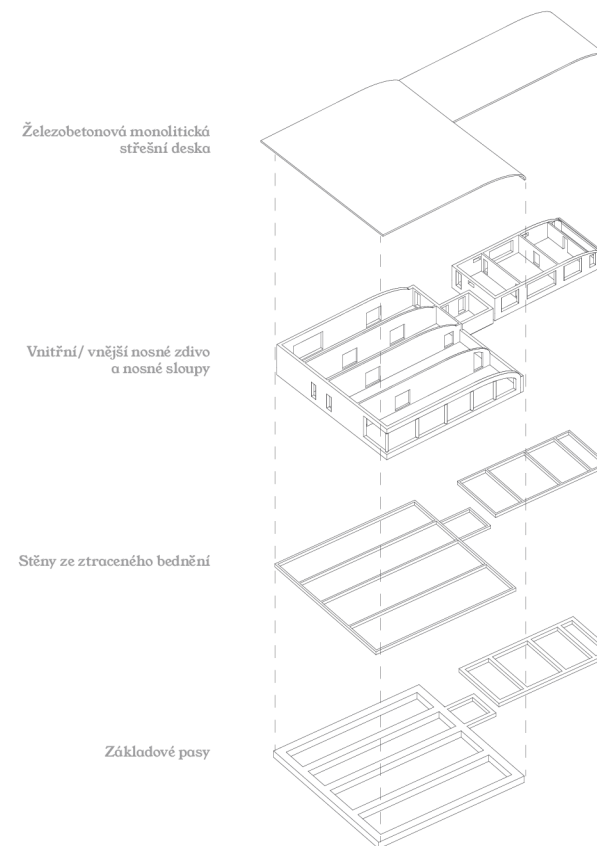 Železobetonová monolitická
střešní deska
Vnitřní/ vnější nosné zdivo
a nosné sloupy
Stěny ze ztraceného bednění
Základové pasy